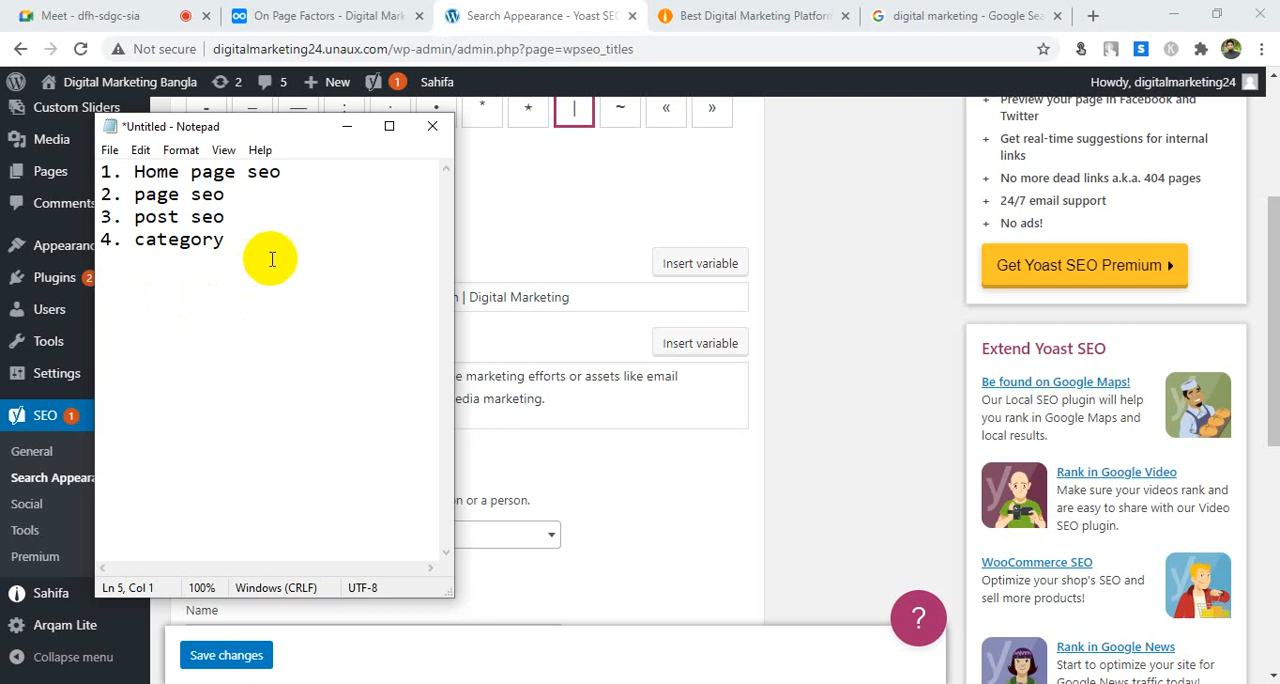 Meet - dfh-sdgc-sia
On Page Factors - Digital Mark
Search Appearance - Yoast SEO
Best Digital Marketing Platform
digital marketing - Google Sea
Not secure
digitalmarketing24.unaux.com/wp-admin/admin.php?page=wpseo_titles
Digital Marketing Bangla
2
5
New
1
Sahifa
Howdy, digitalmarketing24
Custom Sliders
Media
Pages
Comments
Appearanc
Plugins 2
Users
Tools
Settings
SEO 1
General
Search Appeara
Social
Tools
Premium
Sahifa
Arqam Lite
Collapse menu
*Untitled - Notepad
File Edit Format View Help
1. Home page seo
2. page seo
3. post seo
4. category
Ln 5, Col 1
100%
Windows (CRLF)
UTF-8
- – — : · • * ⋆ | ~ « »
Insert variable
| Digital Marketing
Insert variable
e marketing efforts or assets like email
edia marketing.
on or a person.
Name
Save changes
?
Preview your page in Facebook and
Twitter
+ Get real-time suggestions for internal
links
+ No more dead links a.k.a. 404 pages
+ 24/7 email support
+ No ads!
Get Yoast SEO Premium
Extend Yoast SEO
Be found on Google Maps!
Our Local SEO plugin will help
you rank in Google Maps and
local results.
Rank in Google Video
Make sure your videos rank and
are easy to share with our Video
SEO plugin.
WooCommerce SEO
Optimize your shop's SEO and
sell more products!
Rank in Google News
Start to optimize your site for
Google News traffic today!